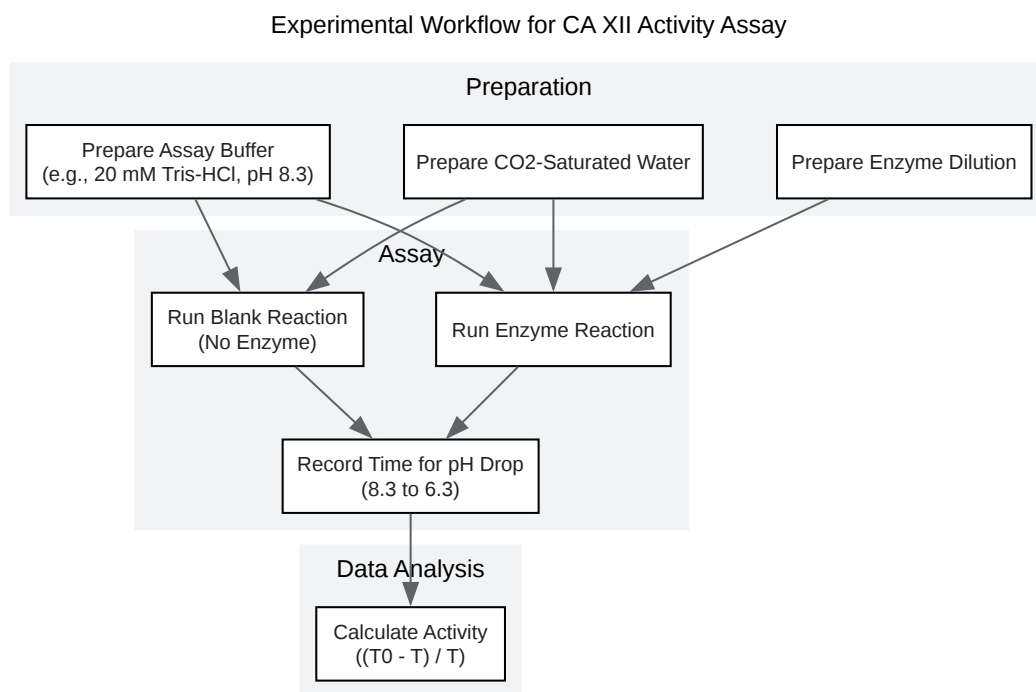 Experimental Workflow for CA XII Activity Assay
Preparation
Prepare Assay Buffer
(e.g., 20 mM Tris-HCl, pH 8.3)
Prepare CO2-Saturated Water
Prepare Enzyme Dilution
Assay
Run Blank Reaction
(No Enzyme)
Run Enzyme Reaction
Record Time for pH Drop
(8.3 to 6.3)
Data Analysis
Calculate Activity
((T0 - T) / T)